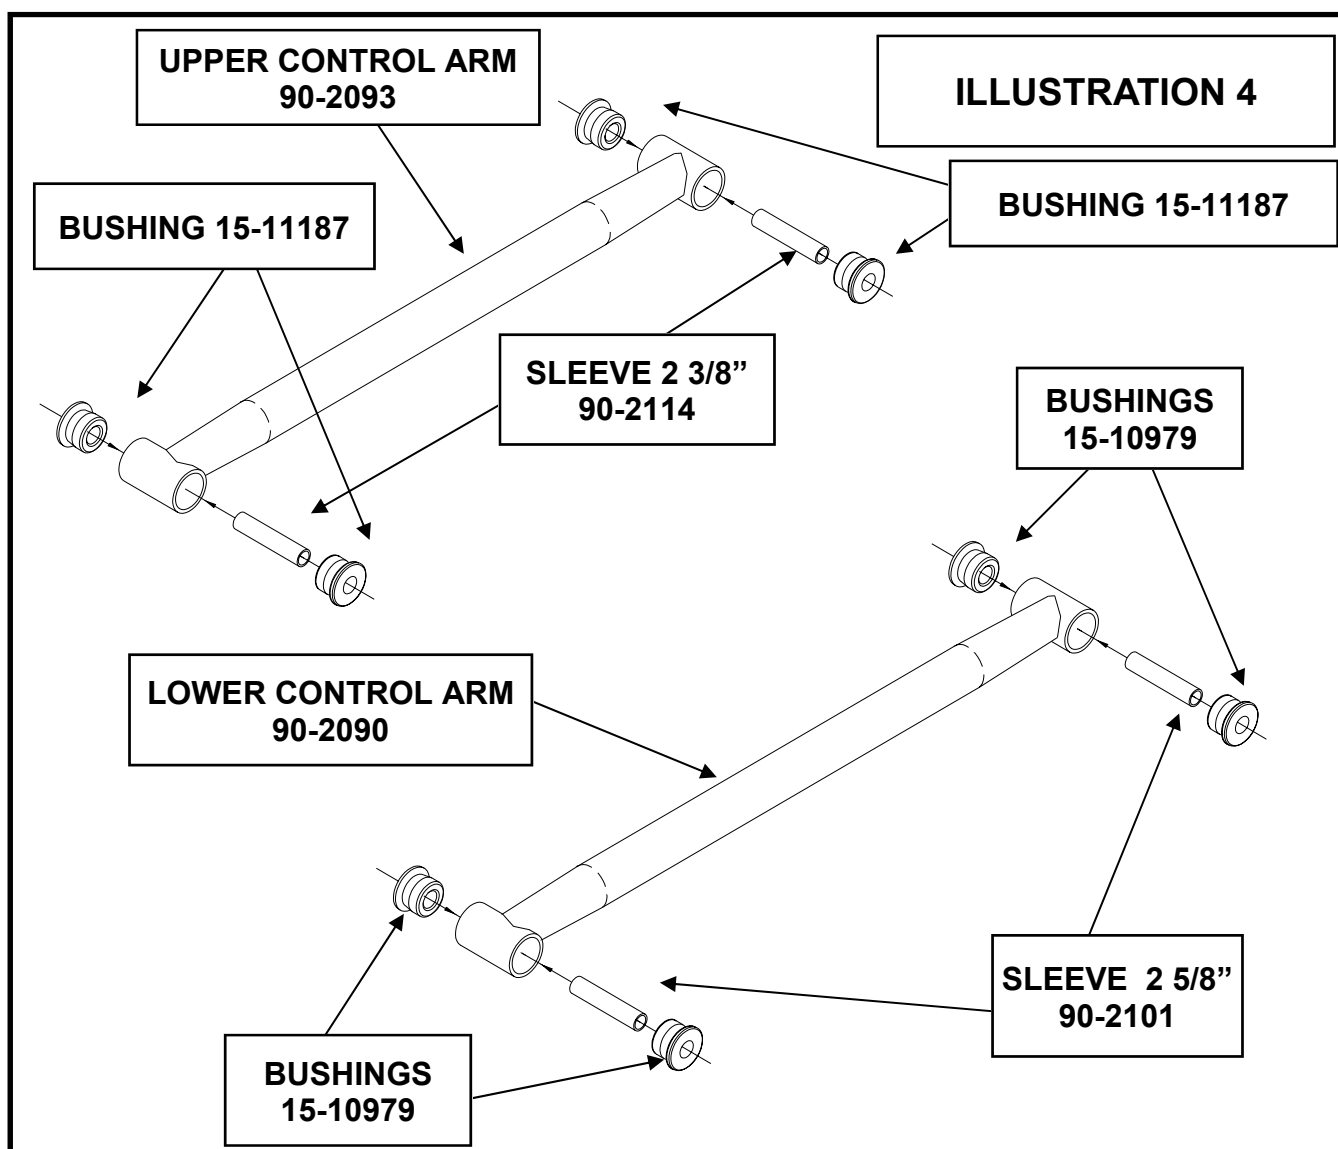 UPPER CONTROL ARM
90-2093
ILLUSTRATION 4
BUSHING 15-11187
BUSHING 15-11187
SLEEVE 2 3/8”
90-2114
BUSHINGS
15-10979
LOWER CONTROL ARM
90-2090
SLEEVE  2 5/8”
90-2101
BUSHINGS
15-10979